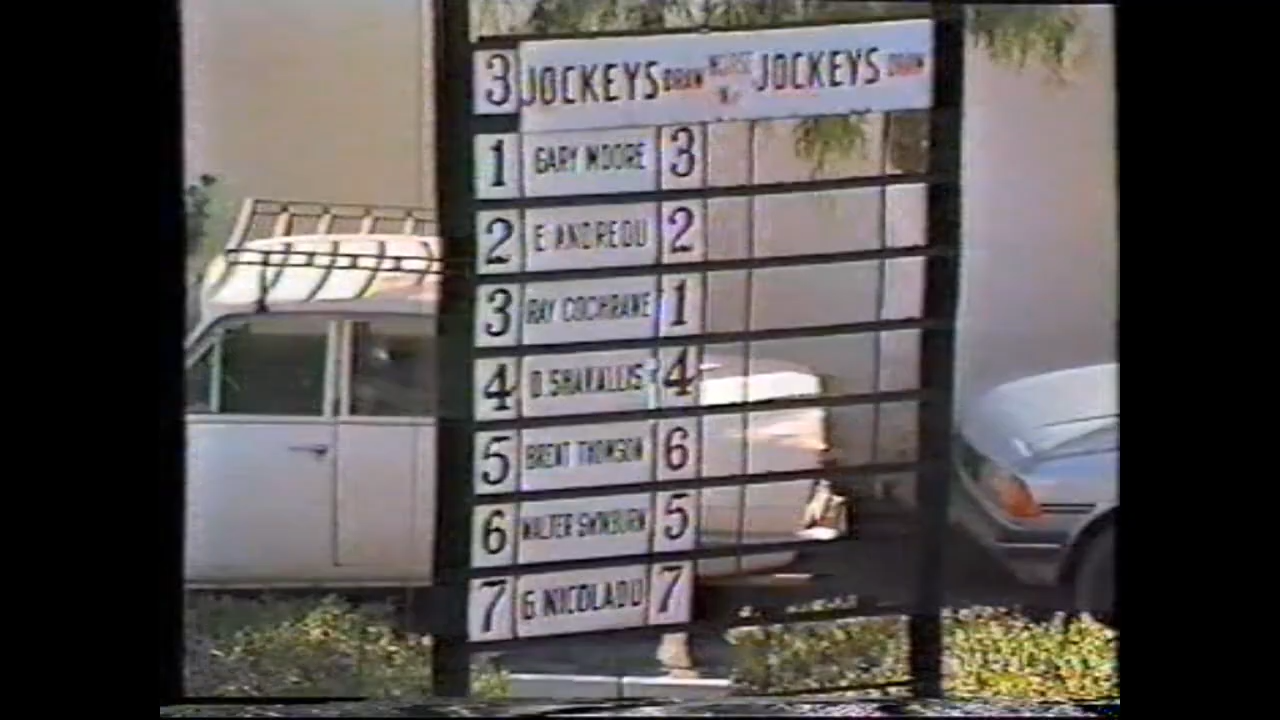 3 JOCKEYS DRAW HORSE Nr JOCKEYS DRAW
1 GARY MOORE 3
2 E ANDREOU 2
3 RAY COCHRANE 1
4 D. SHAKALLIS 4
5 BRENT THOMSON 6
6 WALTER SWINBURN 5
7 G. NICOLAOU 7